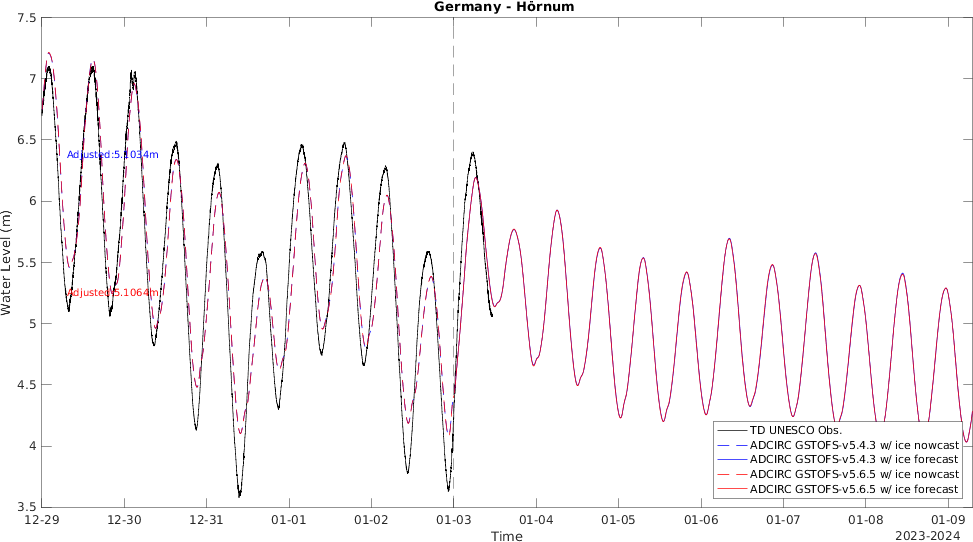 Germany - Hörnum
7.5
7
6.5
6
5.5
5
4.5
4
3.5
Water Level (m)
Adjusted:5.1034m
Adjusted:5.1064m
TD UNESCO Obs.
ADCIRC GSTOFS-v5.4.3 w/ ice nowcast
ADCIRC GSTOFS-v5.4.3 w/ ice forecast
ADCIRC GSTOFS-v5.6.5 w/ ice nowcast
ADCIRC GSTOFS-v5.6.5 w/ ice forecast
12-29 12-30 12-31 01-01 01-02 01-03 01-04 01-05 01-06 01-07 01-08 01-09
Time
2023-2024